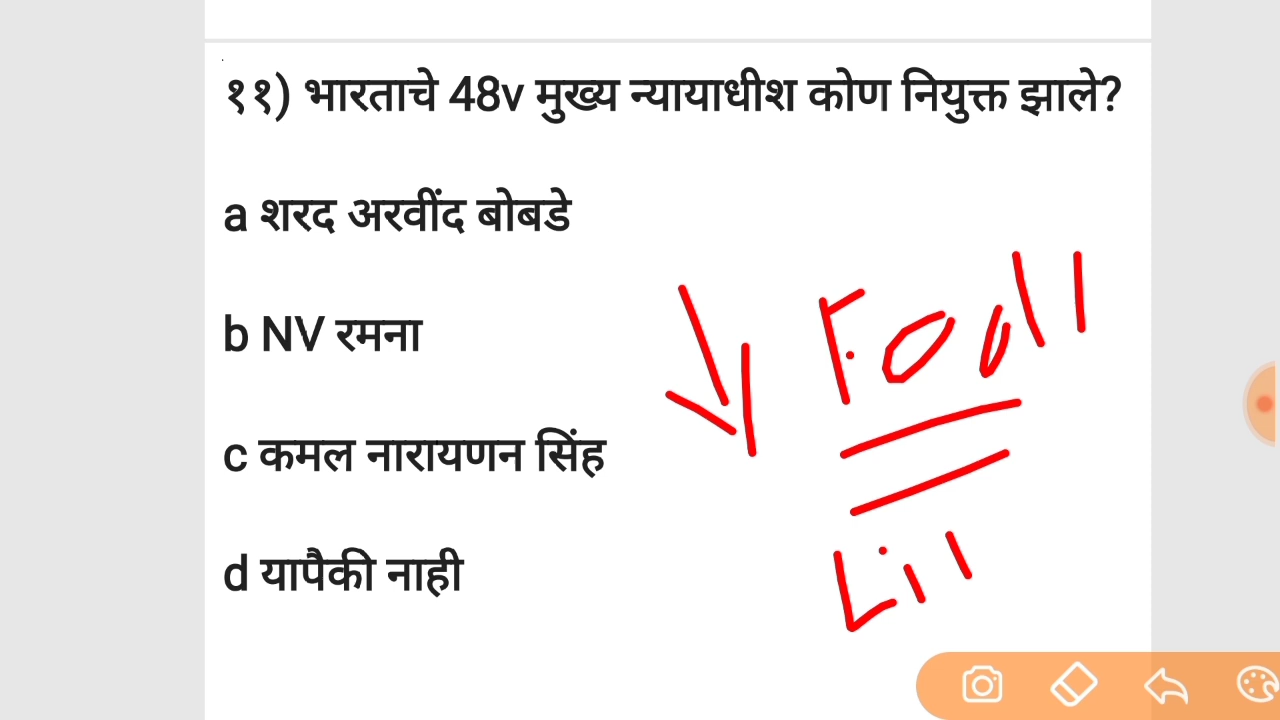 ११) भारताचे 48v मुख्य न्यायाधीश कोण नियुक्त झाले?
a शरद अरवींद बोबडे
b NV रमना
c कमल नारायणन सिंह
d यापैकी नाही